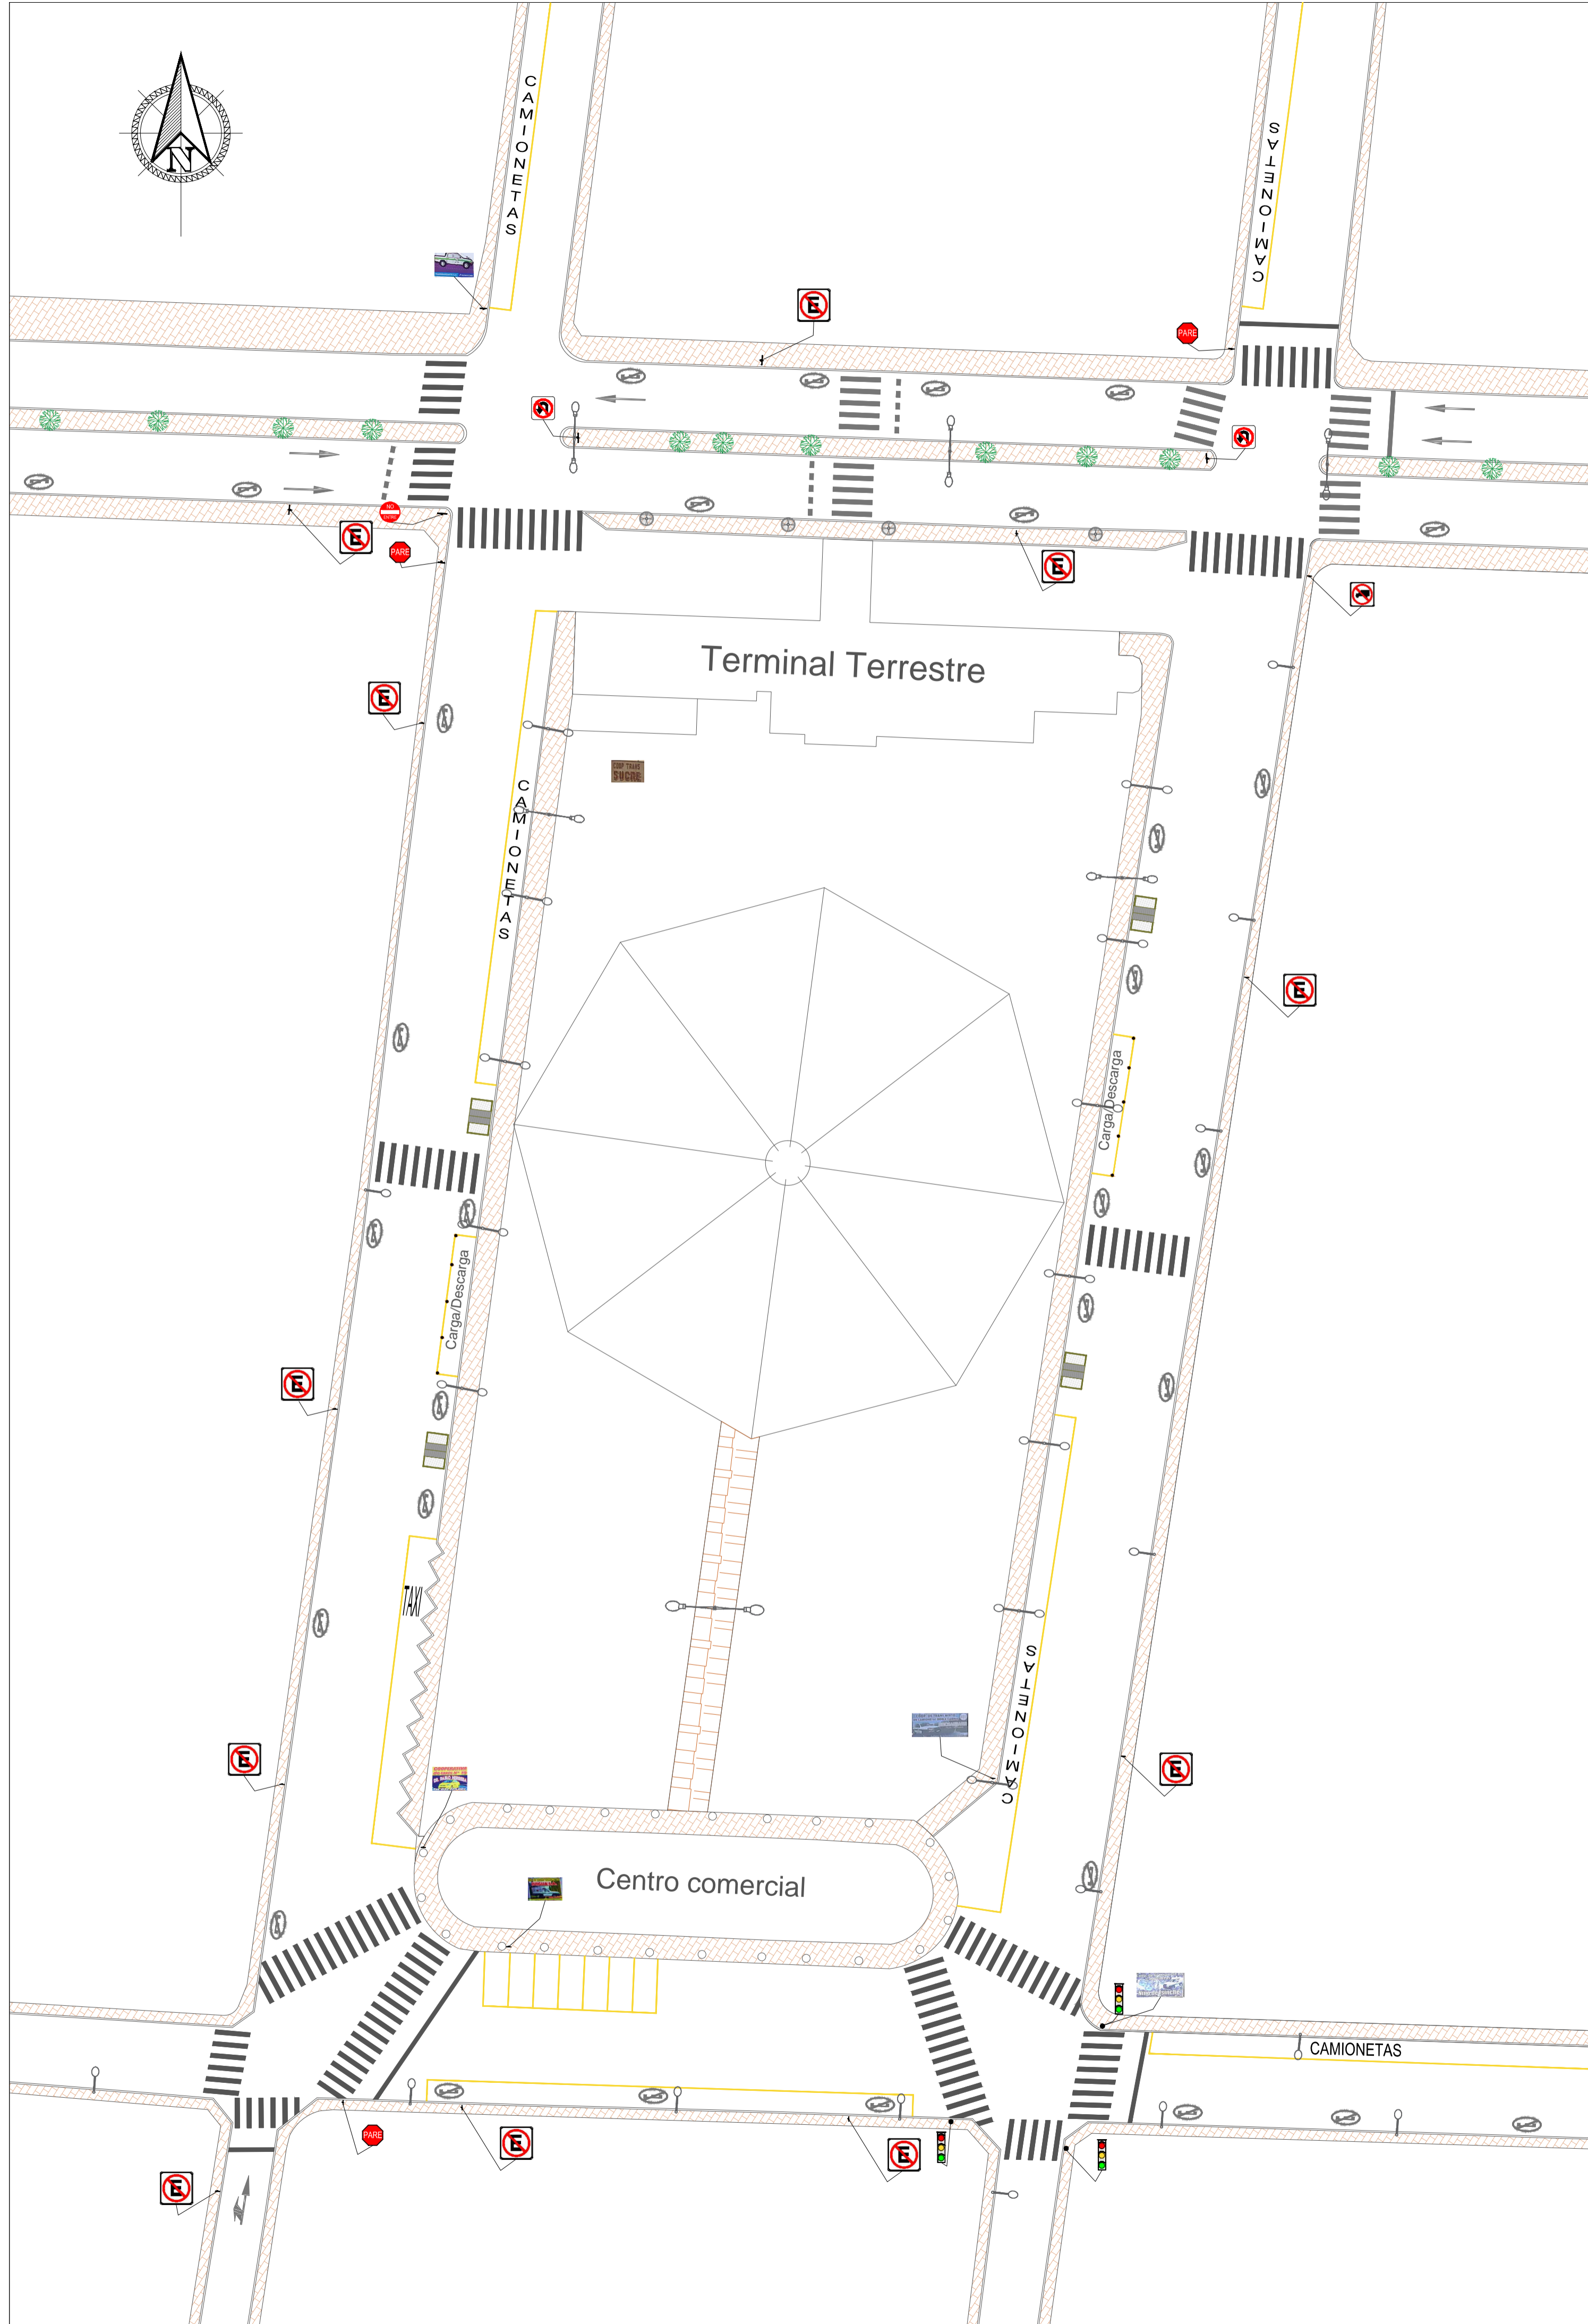 N
CAMIONETAS
CAMIONETAS
E
PARE
NO
ENTRE
E
PARE
E
Terminal Terrestre
E
COOP TRANS
SUCRE
CAMIONETAS
E
Carga/Descarga
Carga/Descarga
E
TAXI
CAMIONETAS
E
E
Centro comercial
CAMIONETAS
PARE
E
E
E